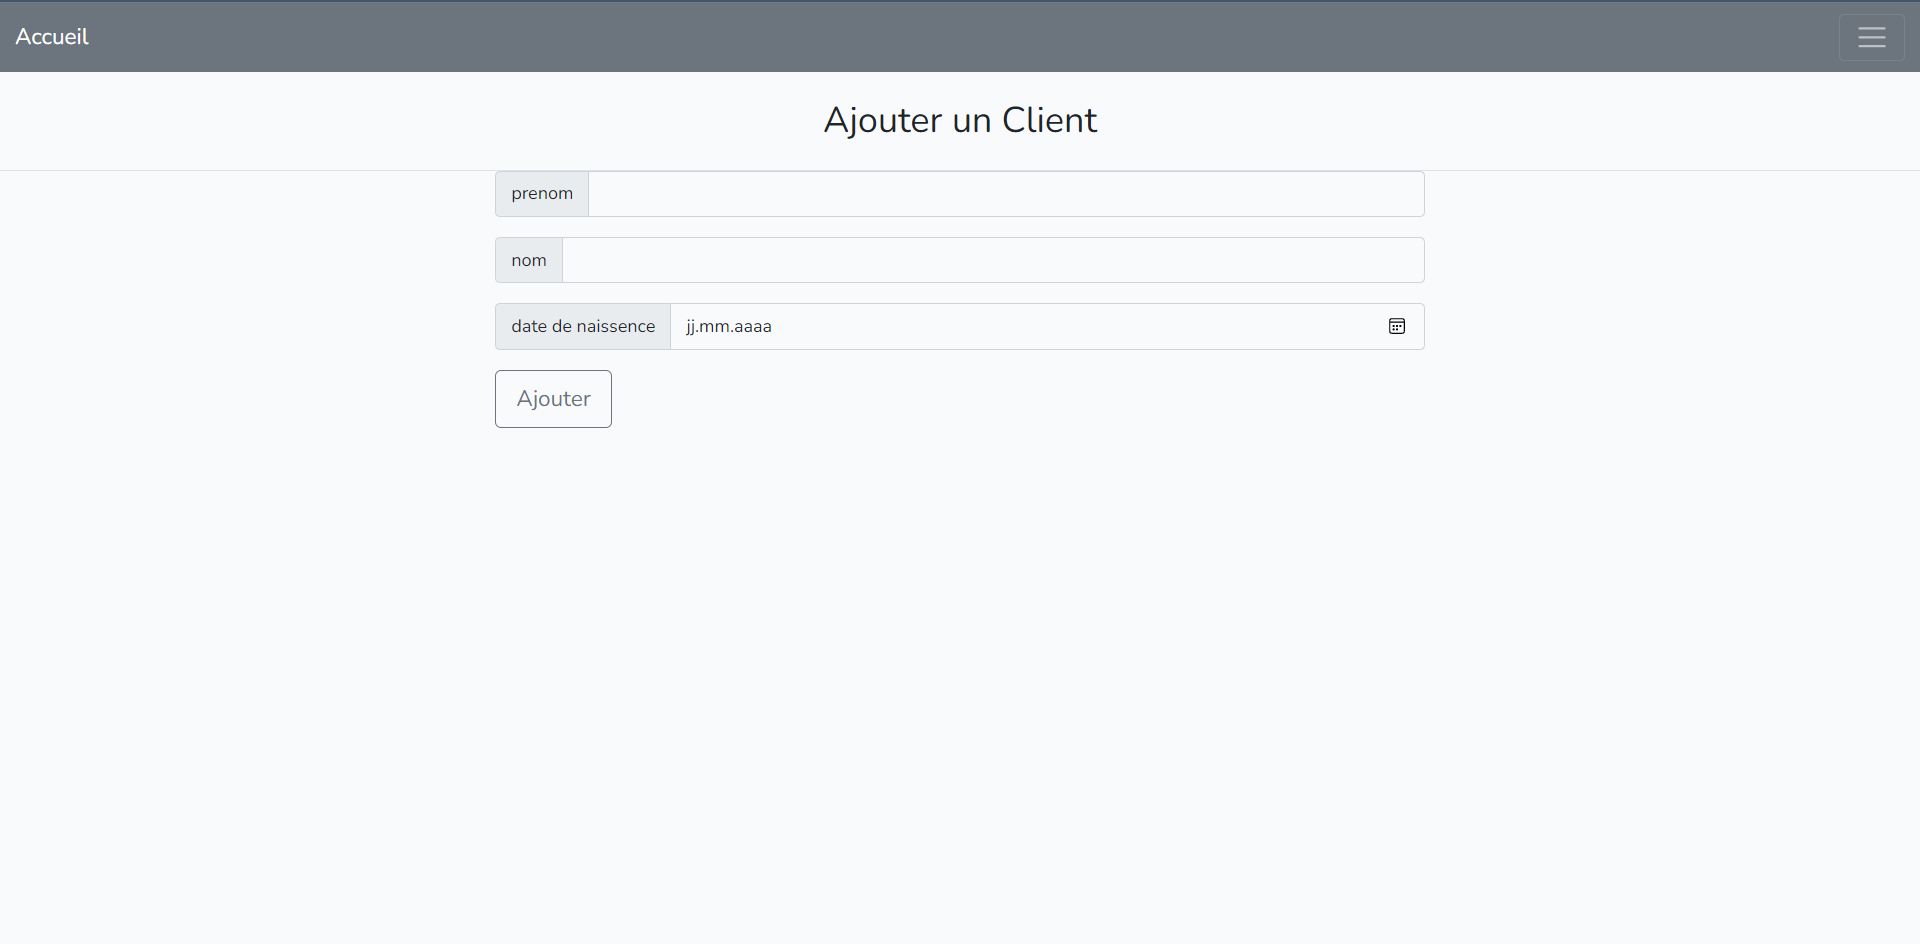 Accueil
Ajouter un Client
prenom
nom
date de naissence jj.mm.aaaa
Ajouter